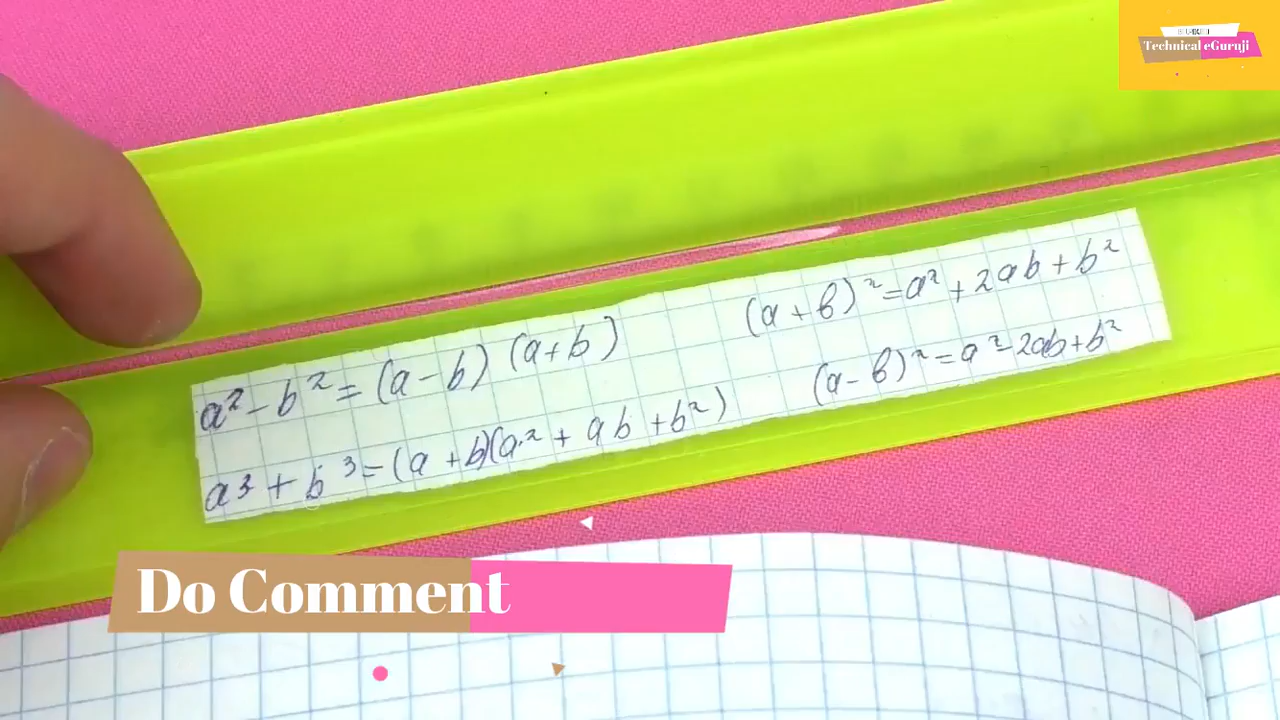 Technical eGuruji
a² - b² = (a - b) (a + b)
(a + b)² = a² + 2ab + b²
a³ + b³ = (a + b)(a² + ab + b²)
(a - b)² = a² - 2ab + b²
Do Comment